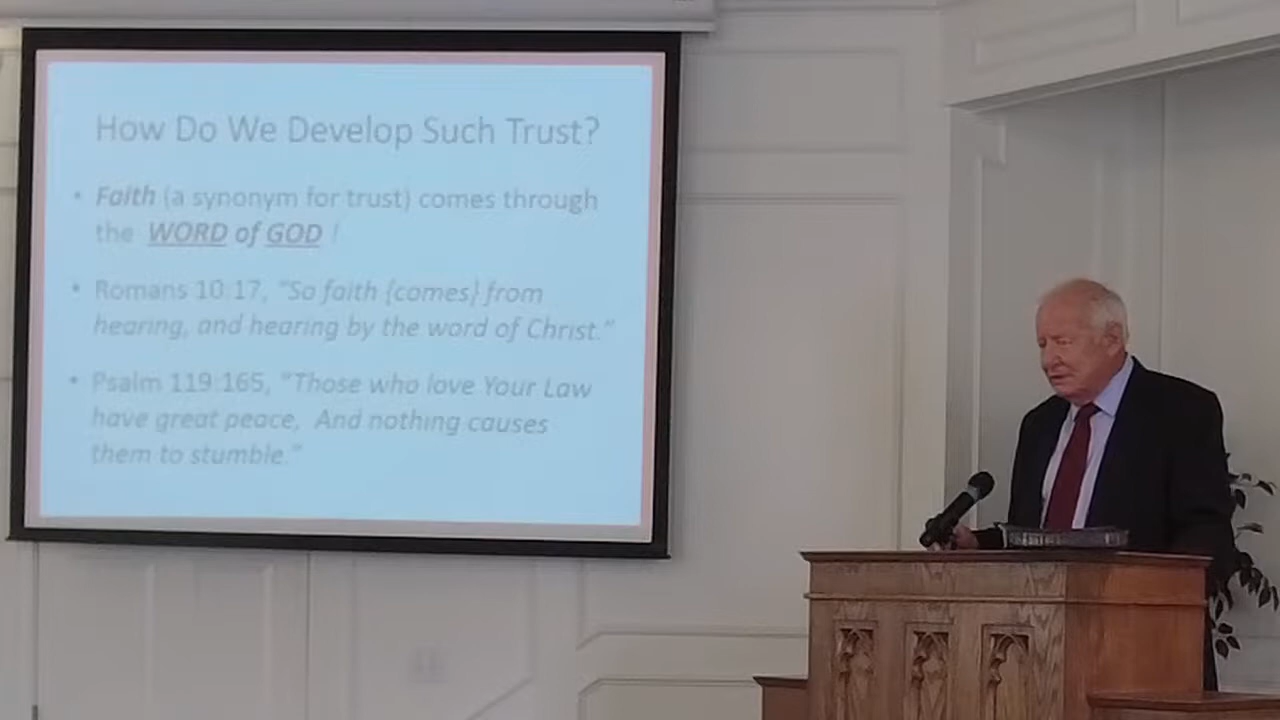 How Do We Develop Such Trust?
• Faith (a synonym for trust) comes through
the WORD of GOD !
• Romans 10:17, "So faith {comes} from
hearing, and hearing by the word of Christ."
• Psalm 119:165, "Those who love Your Law
have great peace, And nothing causes
them to stumble."